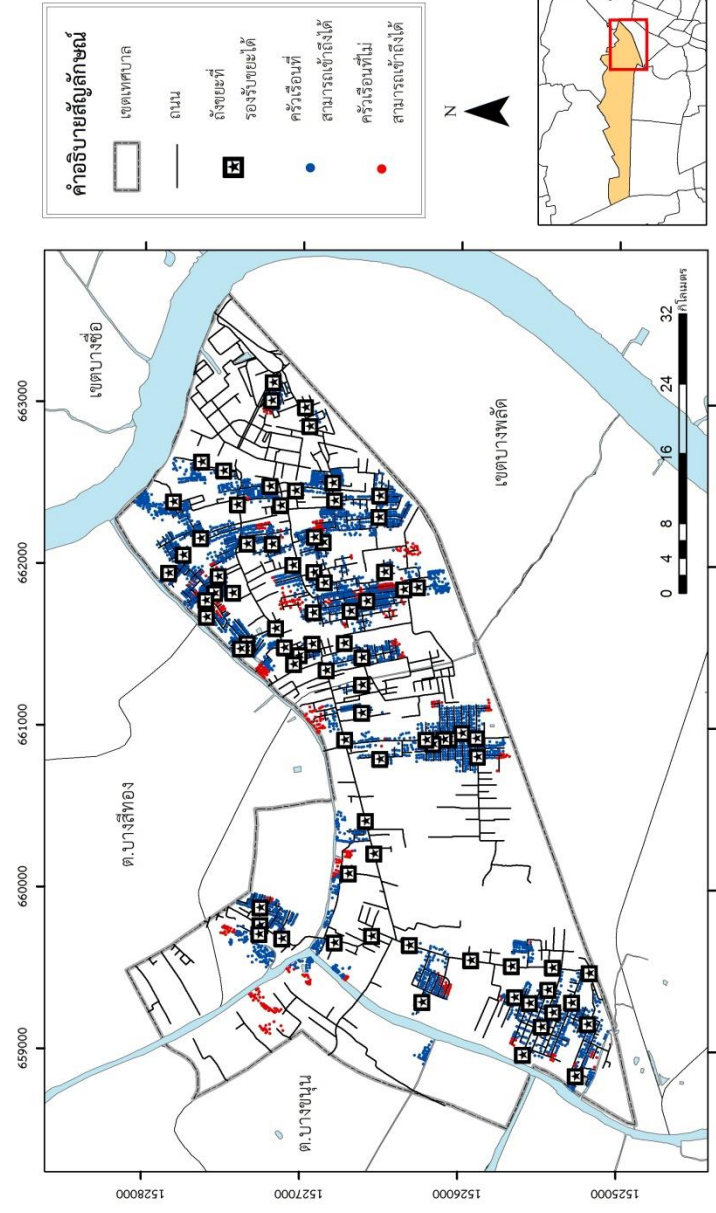 คำอธิบายสัญลักษณ์
เขตเทศบาล
ถนน
ถังขยะที่
รองรับขยะได้
ครัวเรือนที่
สามารถเข้าถึงได้
ครัวเรือนที่ไม่
สามารถเข้าถึงได้
N
เขตบางซื่อ
ต.บางสีทอง
ต.บางขนุน
เขตบางพลัด
659000
660000
661000
662000
663000
1528000
1527000
1526000
1525000
0 4 8 16 24 32
กิโลเมตร